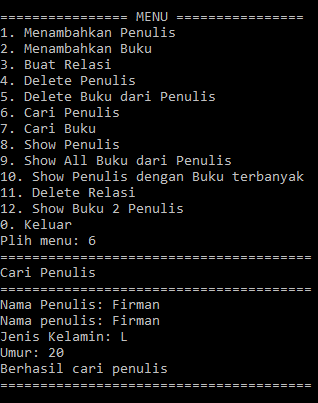 ================ MENU ================
1. Menambahkan Penulis
2. Menambahkan Buku
3. Buat Relasi
4. Delete Penulis
5. Delete Buku dari Penulis
6. Cari Penulis
7. Cari Buku
8. Show Penulis
9. Show All Buku dari Penulis
10. Show Penulis dengan Buku terbanyak
11. Delete Relasi
12. Show Buku 2 Penulis
0. Keluar
Plih menu: 6
=======================================
Cari Penulis
=======================================
Nama Penulis: Firman
Nama penulis: Firman
Jenis Kelamin: L
Umur: 20
Berhasil cari penulis
=======================================